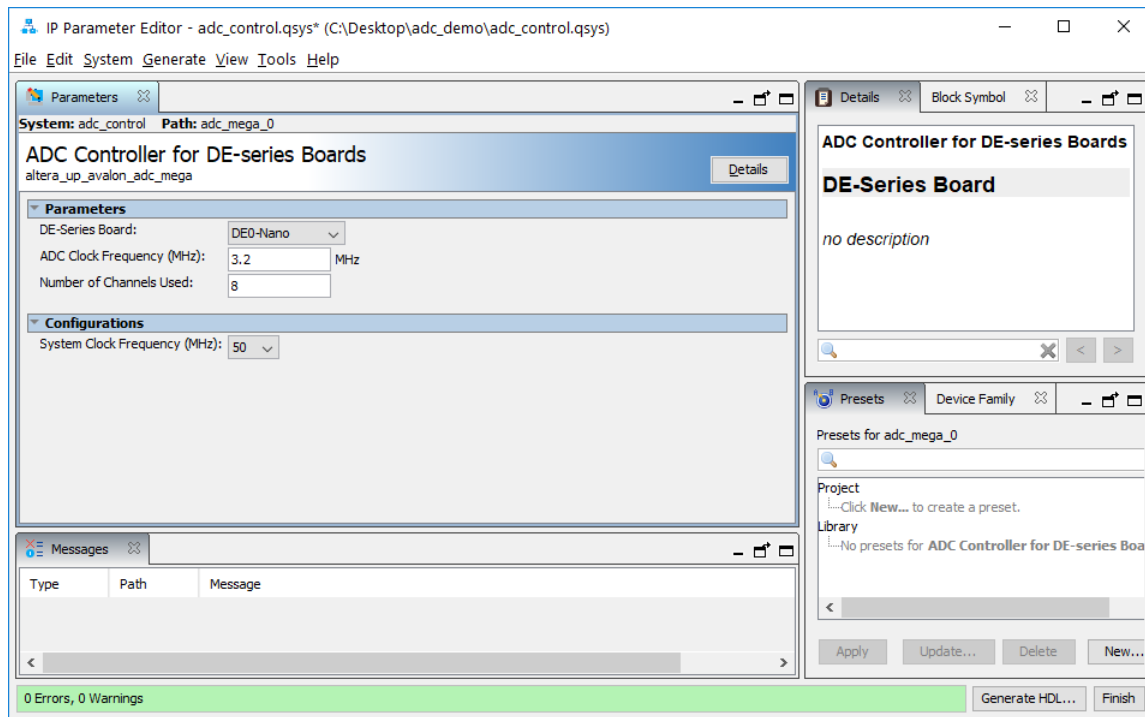 IP Parameter Editor - adc_control.qsys* (C:\Desktop\adc_demo\adc_control.qsys)
File Edit System Generate View Tools Help
Parameters
System: adc_control Path: adc_mega_0
ADC Controller for DE-series Boards
altera_up_avalon_adc_mega
Details
Parameters
DE-Series Board: DE0-Nano
ADC Clock Frequency (MHz): 3.2 MHz
Number of Channels Used: 8
Configurations
System Clock Frequency (MHz): 50
Messages
Type Path Message
0 Errors, 0 Warnings
Details Block Symbol
ADC Controller for DE-series Boards
DE-Series Board
no description
< >
Presets Device Family
Presets for adc_mega_0
Project
Click New... to create a preset.
Library
No presets for ADC Controller for DE-series Boa
Apply Update... Delete New...
Generate HDL... Finish